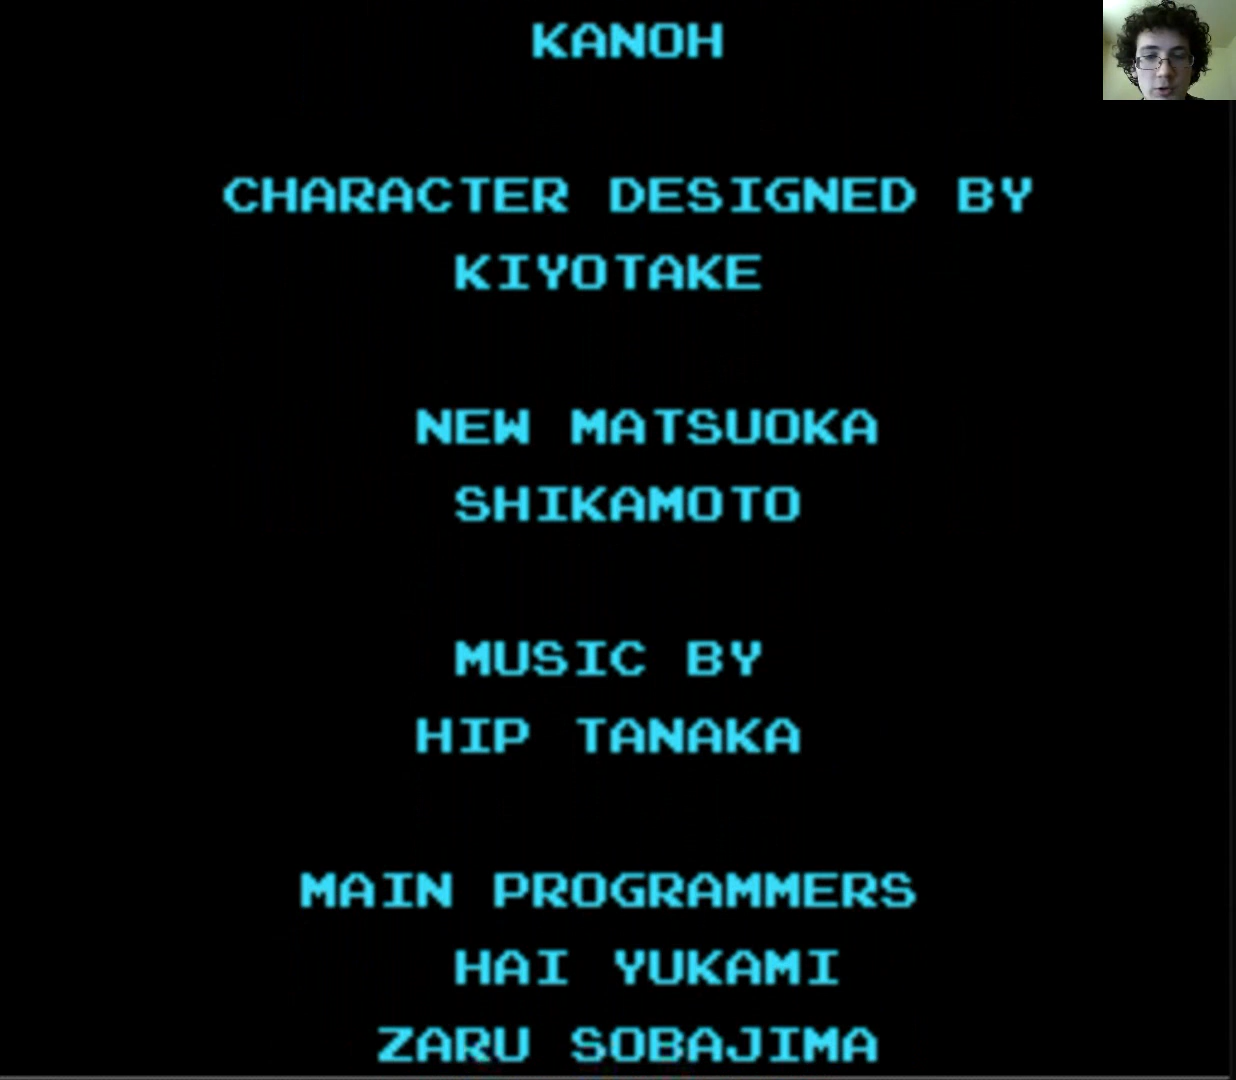 KANOH
CHARACTER DESIGNED BY
KIYOTAKE
NEW MATSUOKA
SHIKAMOTO
MUSIC BY
HIP TANAKA
MAIN PROGRAMMERS
HAI YUKAMI
ZARU SOBAJIMA